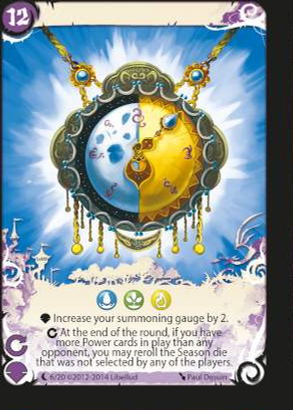 12
Increase your summoning gauge by 2.
At the end of the round, if you have
more Power cards in play than any
opponent, you may reroll the Season die
that was not selected by any of the players.
6/20 ©2012-2014 Libellud
Paul Dessin